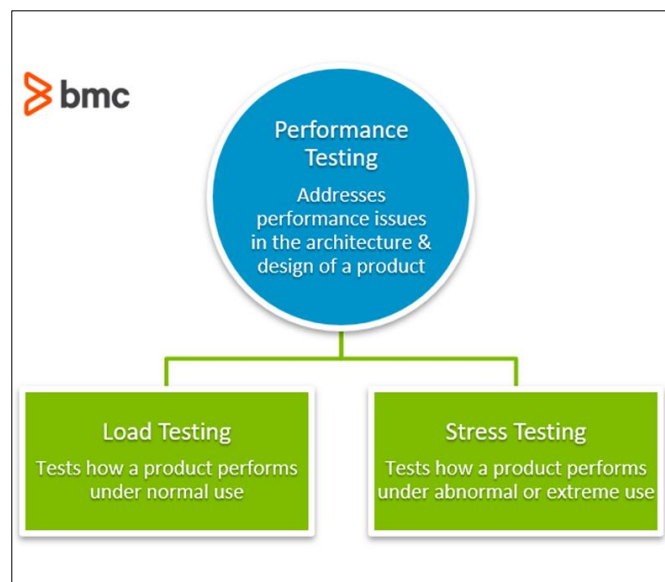 bmc
Performance
Testing
Addresses
performance issues
in the architecture &
design of a product
Load Testing
Tests how a product performs
under normal use
Stress Testing
Tests how a product performs
under abnormal or extreme use